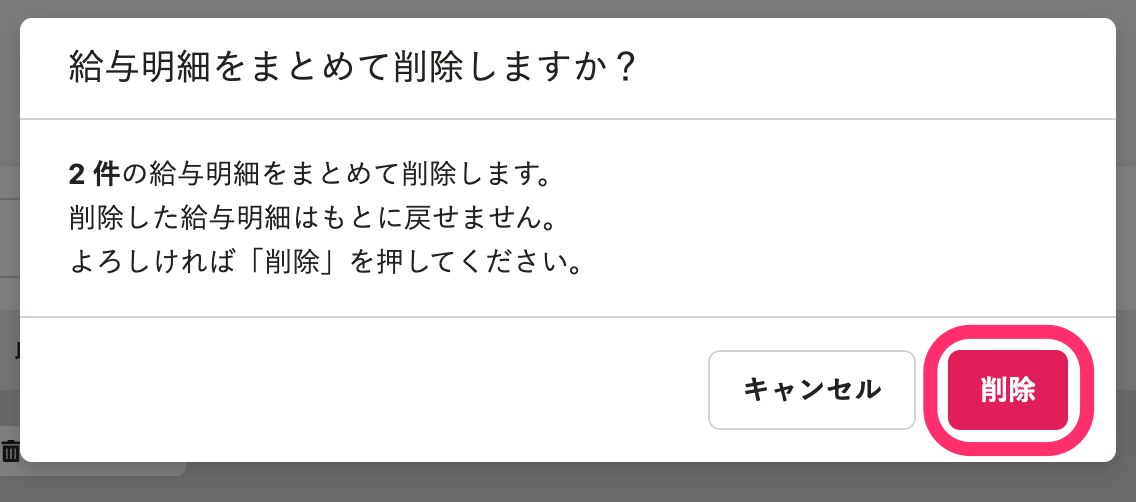 給与明細をまとめて削除しますか？
2 件の給与明細をまとめて削除します。
削除した給与明細はもとに戻せません。
よろしければ「削除」を押してください。
キャンセル
削除